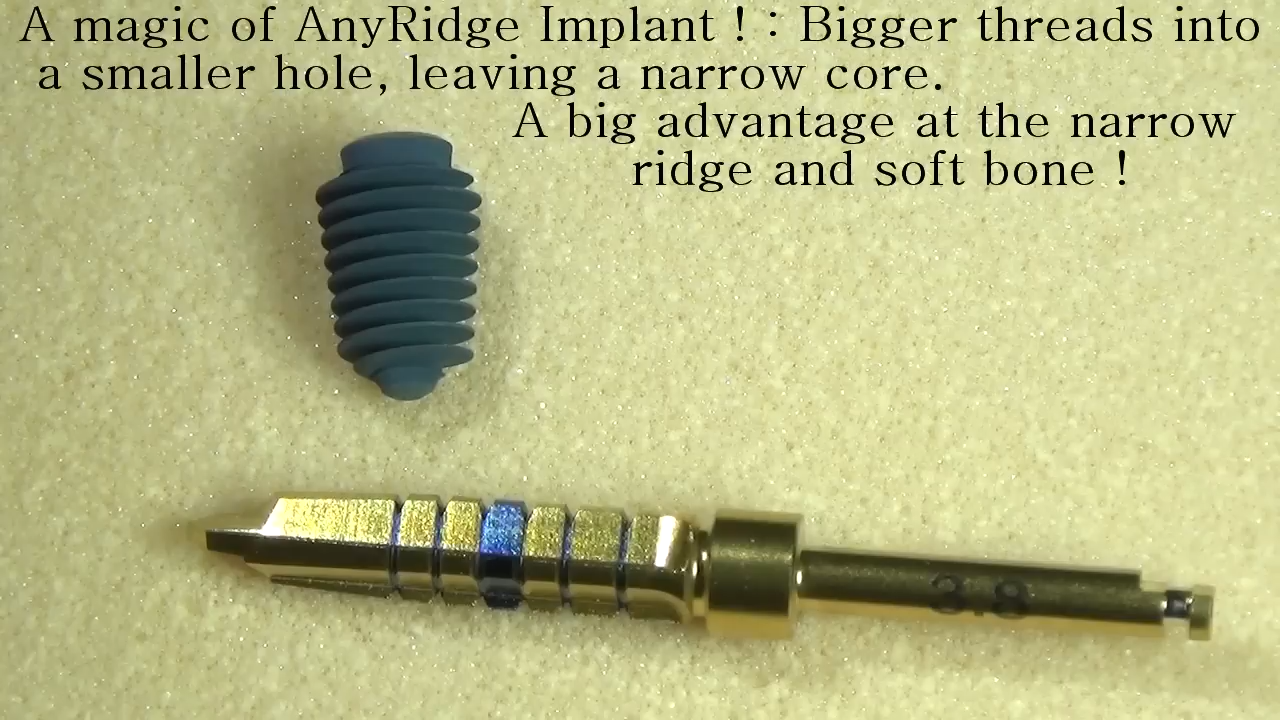 A magic of AnyRidge Implant ! : Bigger threads into
a smaller hole, leaving a narrow core.
A big advantage at the narrow
ridge and soft bone !
3.8